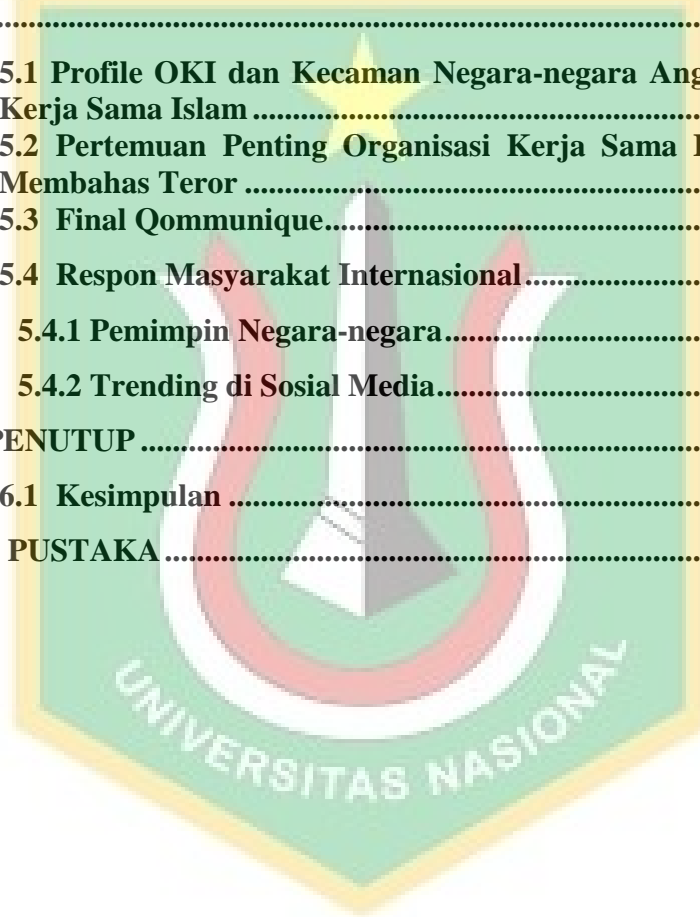 ................................................................
5.1 Profile OKI dan Kecaman Negara-negara
Kerja Sama Islam ................................................
5.2 Pertemuan Penting Organisasi Kerja Sama
Membahas Teror .................................................
5.3 Final Qommunique........................................
5.4 Respon Masyarakat Internasional....................
5.4.1 Pemimpin Negara-negara............................
5.4.2 Trending di Sosial Media.............................
PENUTUP ...........................................................
6.1 Kesimpulan ..................................................
PUSTAKA..........................................................
UNIVERSITAS NASIONAL